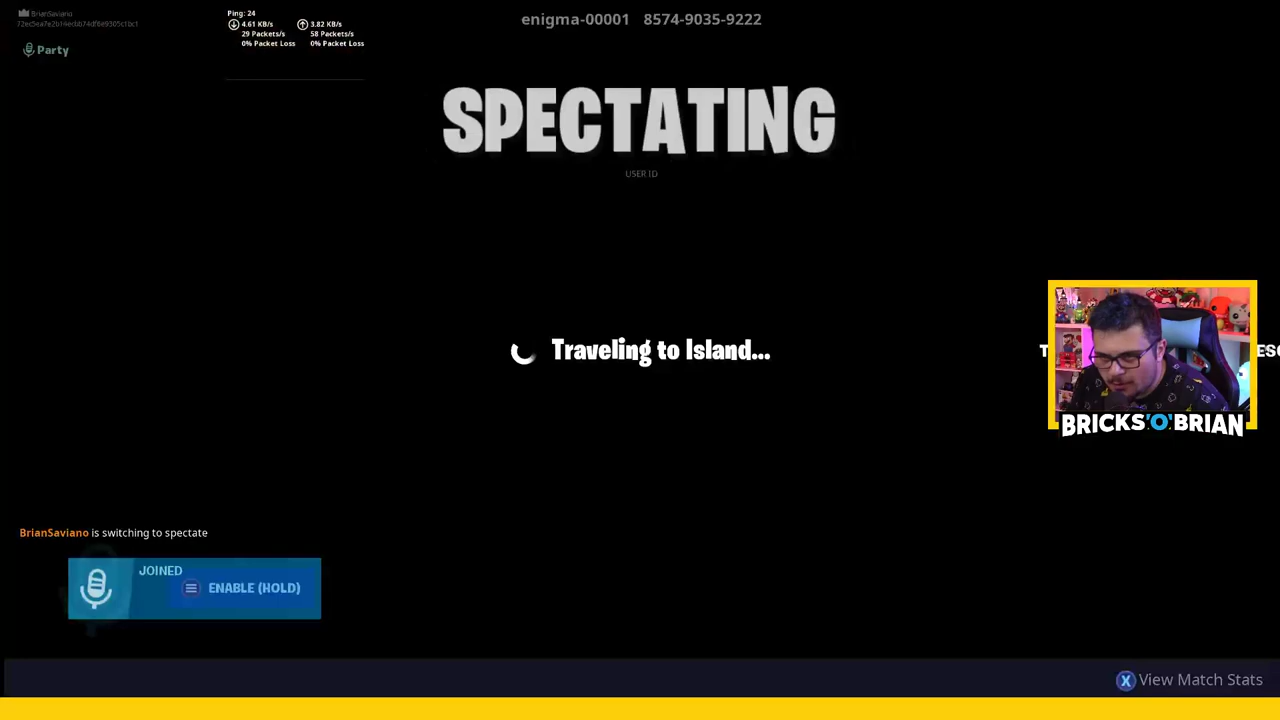 BrianSaviano
Ping: 24
4.61 KB/s 3.82 KB/s
29 Packets/s 58 Packets/s
0% Packet Loss 0% Packet Loss
enigma-00001 8574-9035-9222
Party
SPECTATING
USER ID
Traveling to Island...
BRICKS'O'BRIAN
BrianSaviano is switching to spectate
JOINED
ENABLE (HOLD)
X View Match Stats